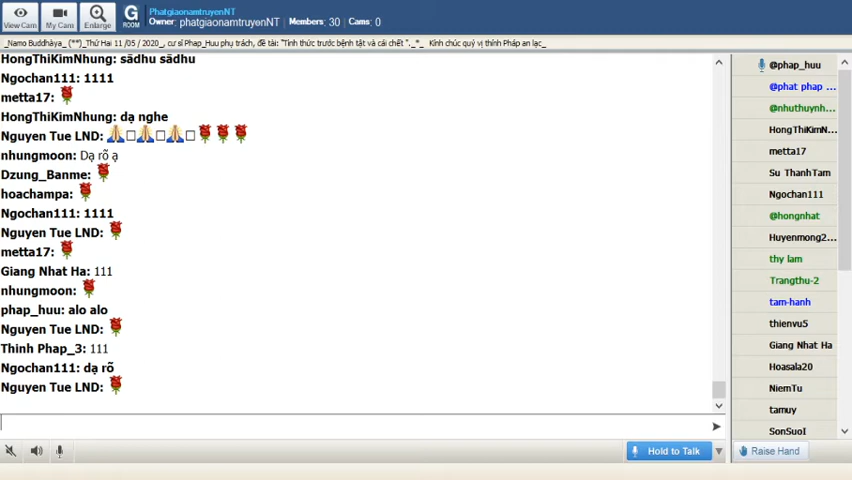 View Cam
My Cam
Enlarge
G
ROOM
PhatgiaonamtruyenNT
Owner: phatgiaonamtruyenNT Members: 30 Cams: 0
_Namo Buddhàya_ (**)_Thứ Hai 11 /05 / 2020_, cư sĩ Phap_Huu phụ trách, đề tài: "Tỉnh thức trước bệnh tật và cái chết "._*_ Kính chúc quý vị thính Pháp an lạc_
HongThiKimNhung: sādhu sādhu
Ngochan111: 1111
metta17:
HongThiKimNhung: dạ nghe
Nguyen Tue LND:
nhungmoon: Dạ rõ ạ
Dzung_Banme:
hoachampa:
Ngochan111: 1111
Nguyen Tue LND:
metta17:
Giang Nhat Ha: 111
nhungmoon:
phap_huu: alo alo
Nguyen Tue LND:
Thinh Phap_3: 111
Ngochan111: dạ rõ
Nguyen Tue LND:
@phap_huu
@phat phap ...
@nhuthuynh...
HongThiKimN...
metta17
Su ThanhTam
Ngochan111
@hongnhat
Huyenmong2...
thy lam
Trangthu-2
tam-hanh
thienvu5
Giang Nhat Ha
Hoasala20
NiemTu
tamuy
SonSuoI
Hold to Talk
Raise Hand